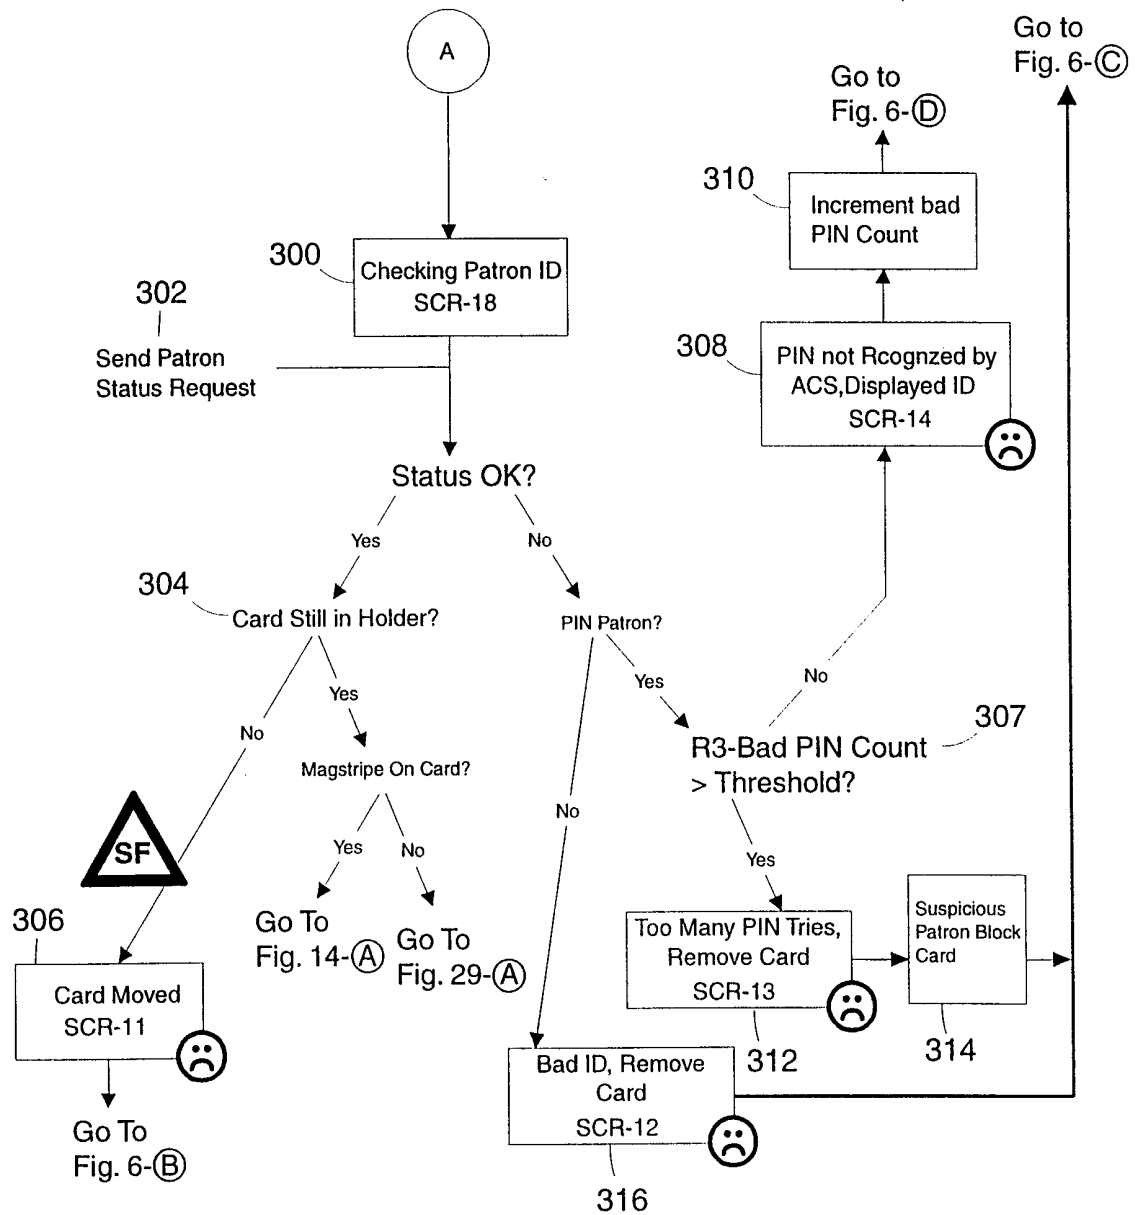 A
Go to
Fig. 6-Ⓒ
Go to
Fig. 6-Ⓓ
310
Increment bad
PIN Count
300
Checking Patron ID
SCR-18
302
Send Patron
Status Request
308
PIN not Rcognzed by
ACS,Displayed ID
SCR-14
Status OK?
Yes
No
304
Card Still in Holder?
PIN Patron?
No
Yes
Yes
No
307
R3-Bad PIN Count
> Threshold?
Magstripe On Card?
No
Yes
Yes
No
SF
306
Card Moved
SCR-11
Go To
Fig. 14-Ⓐ
Go To
Fig. 29-Ⓐ
Too Many PIN Tries,
Remove Card
SCR-13
312
Suspicious
Patron Block
Card
314
Bad ID, Remove
Card
SCR-12
316
Go To
Fig. 6-Ⓑ